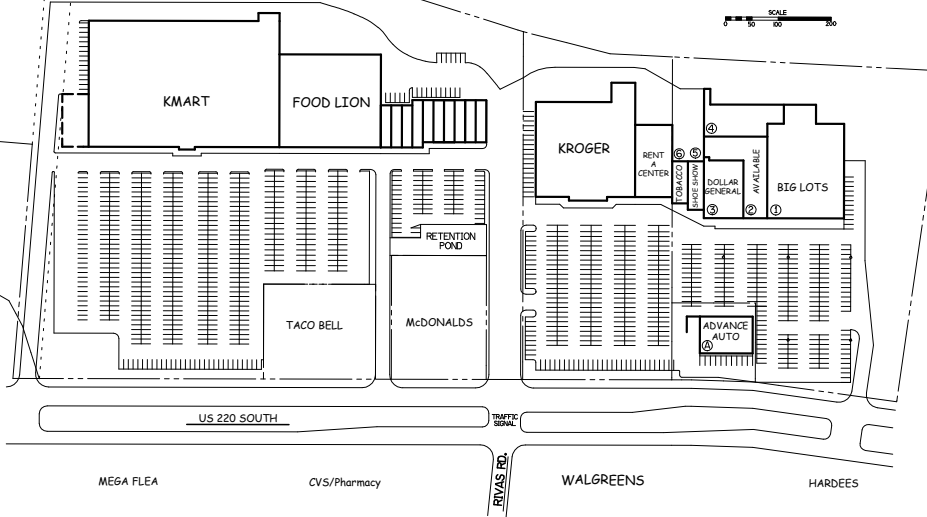 SCALE
0 50 100 200
KMART
FOOD LION
KROGER
RENT
A
CENTER
TOBACCO
SHOE SHOW
DOLLAR
GENERAL
AVAILABLE
BIG LOTS
4
6
5
3
2
1
RETENTION
POND
TACO BELL
McDONALDS
ADVANCE
AUTO
A
US 220 SOUTH
TRAFFIC
SIGNAL
RIVAS RD.
MEGA FLEA
CVS/Pharmacy
WALGREENS
HARDEES